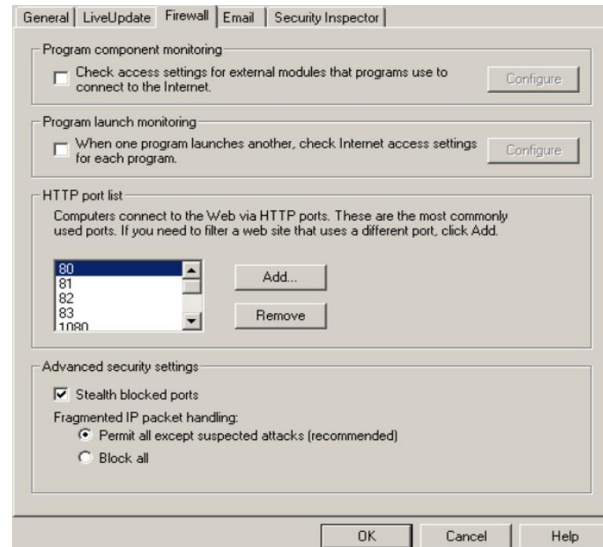 General LiveUpdate Firewall Email Security Inspector
Program component monitoring
Check access settings for external modules that programs use to
connect to the Internet.
Configure
Program launch monitoring
When one program launches another, check Internet access settings
for each program.
Configure
HTTP port list
Computers connect to the Web via HTTP ports. These are the most commonly
used ports. If you need to filter a web site that uses a different port, click Add.
80
81
82
83
1080
Add...
Remove
Advanced security settings
Stealth blocked ports
Fragmented IP packet handling:
Permit all except suspected attacks (recommended)
Block all
OK Cancel Help